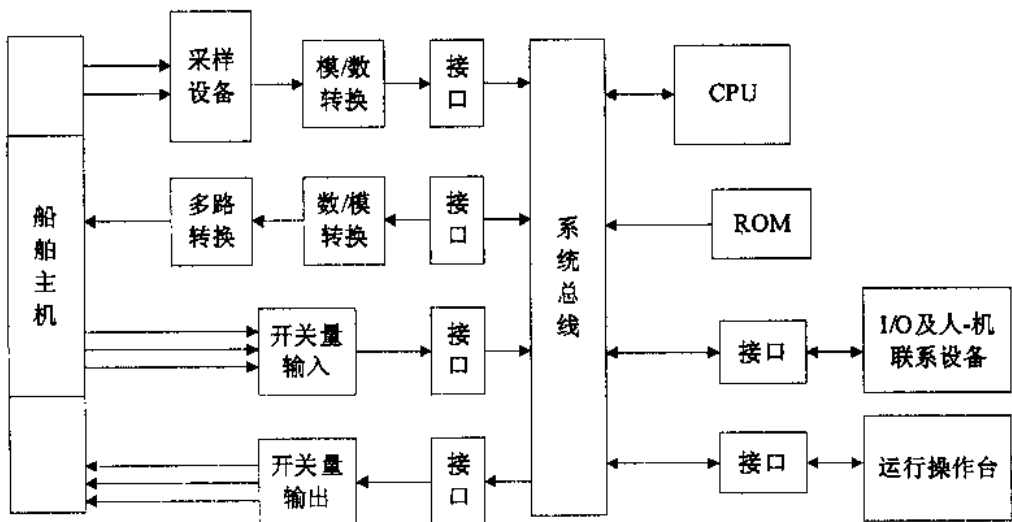 采样
设备
模/数
转换
接
口
CPU
船
舶
主
机
多路
转换
数/模
转换
接
口
系
统
总
线
ROM
开关量
输入
接
口
接口
I/O及人-机
联系设备
开关量
输出
接
口
接口
运行操作台